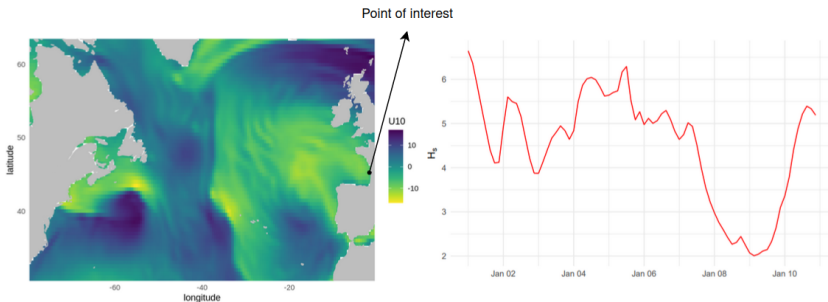 Point of interest
60
50
40
latitude
-60
-40
-20
longitude
U10
10
0
-10
6
5
4
3
2
Hs
Jan 02
Jan 04
Jan 06
Jan 08
Jan 10